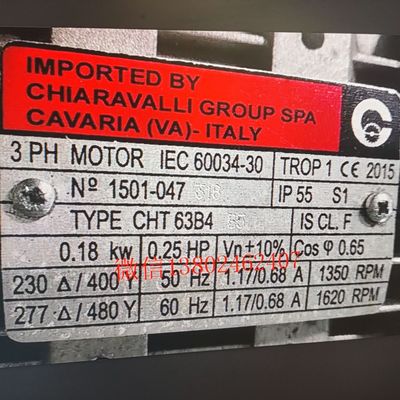 IMPORTED BY
CHIARAVALLI GROUP SPA
CAVARIA (VA)- ITALY
3 PH MOTOR IEC 60034-30 TROP 1 CE 2015
Nº 1501-047 IP 55 S1
TYPE CHT 63B4 B5 IS CL. F
0.18 kw 0.25 HP Vn±10% Cos φ 0.65
微信13802462407
230 Δ/ 400 Y 50 Hz 1.17/0.68 A 1350 RPM
277 Δ/ 480 Y 60 Hz 1.17/0.68 A 1620 RPM